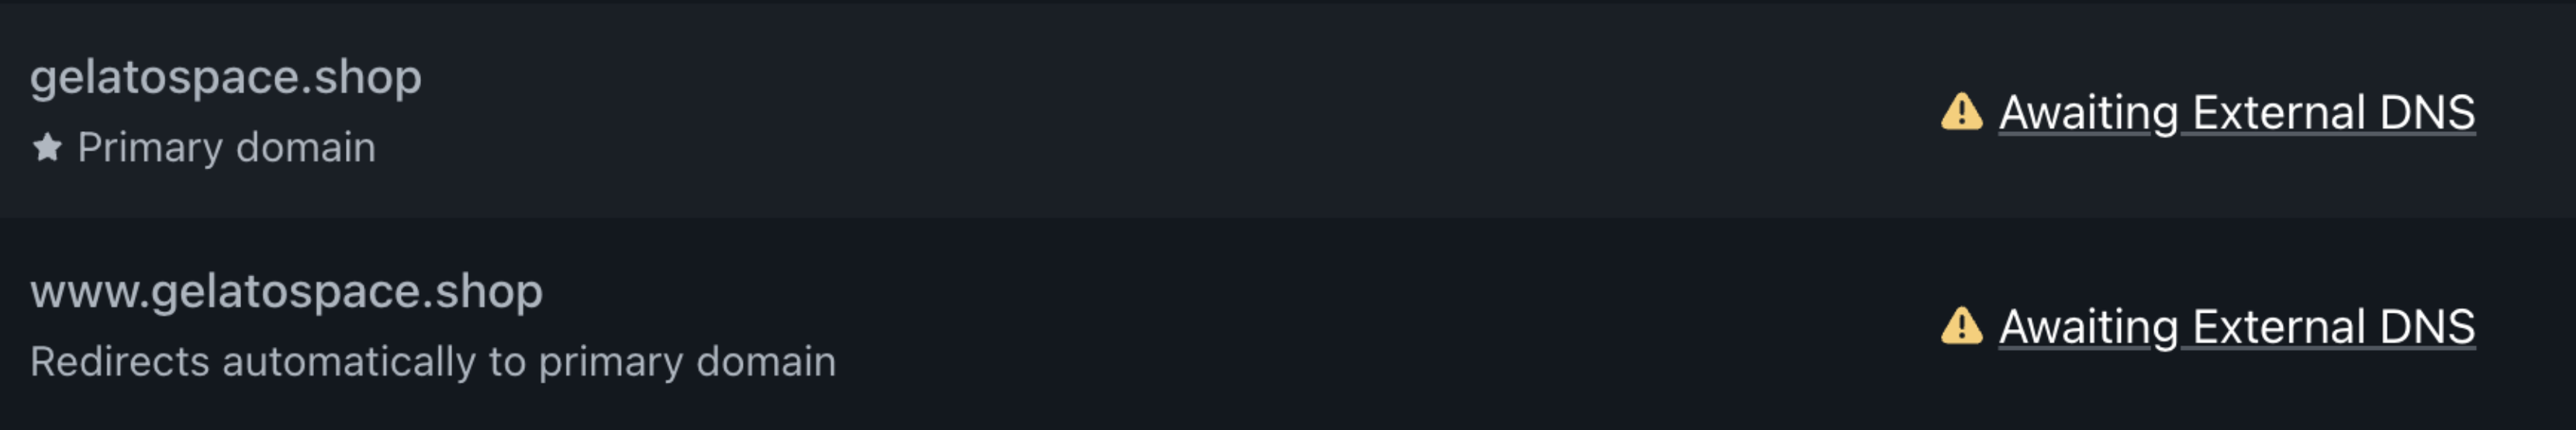 gelatospace.shop
Awaiting External DNS
Primary domain
www.gelatospace.shop
Awaiting External DNS
Redirects automatically to primary domain